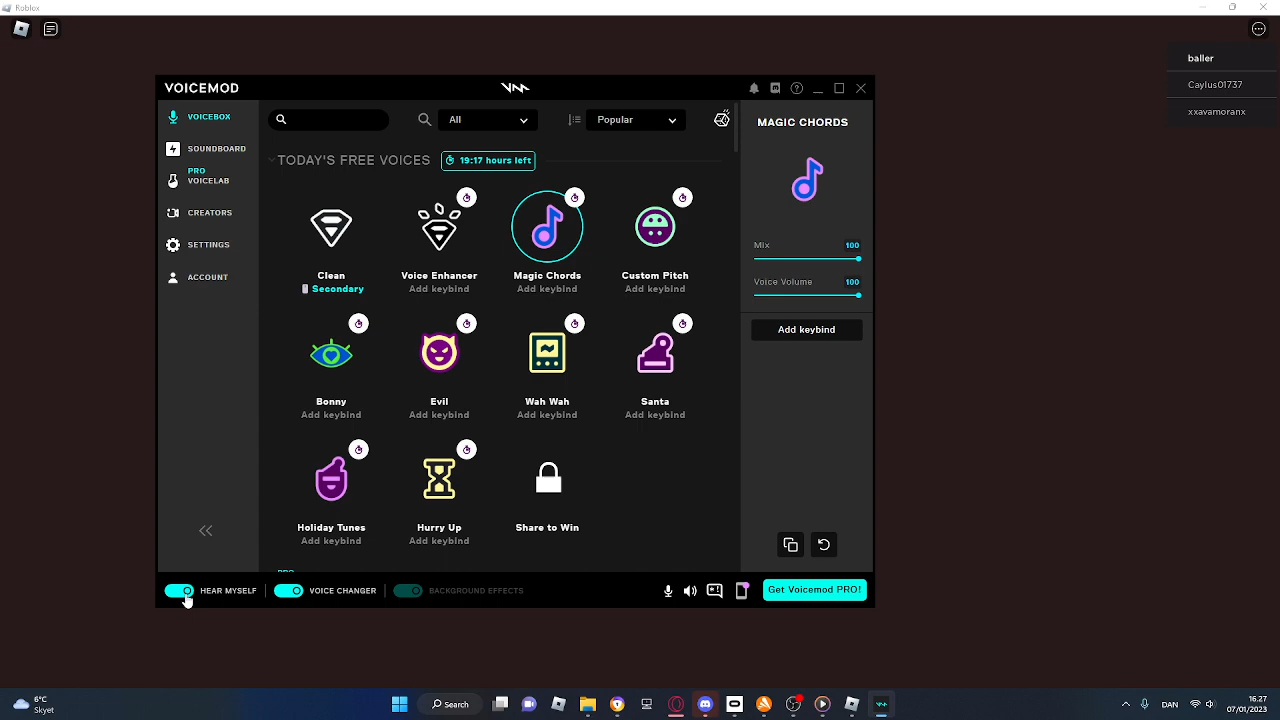 Roblox
baller
Caylus01737
xxavamoranx
VOICEMOD
VOICEBOX
SOUNDBOARD
PRO
VOICELAB
CREATORS
SETTINGS
ACCOUNT
All
Popular
TODAY'S FREE VOICES
19:17 hours left
Clean
Secondary
Voice Enhancer
Add keybind
Magic Chords
Add keybind
Custom Pitch
Add keybind
Bonny
Add keybind
Evil
Add keybind
Wah Wah
Add keybind
Santa
Add keybind
Holiday Tunes
Add keybind
Hurry Up
Add keybind
Share to Win
PRO
MAGIC CHORDS
Mix 100
Voice Volume 100
Add keybind
HEAR MYSELF
VOICE CHANGER
BACKGROUND EFFECTS
Get Voicemod PRO!
6°C
Skyet
Search
DAN
16.27
07/01/2023